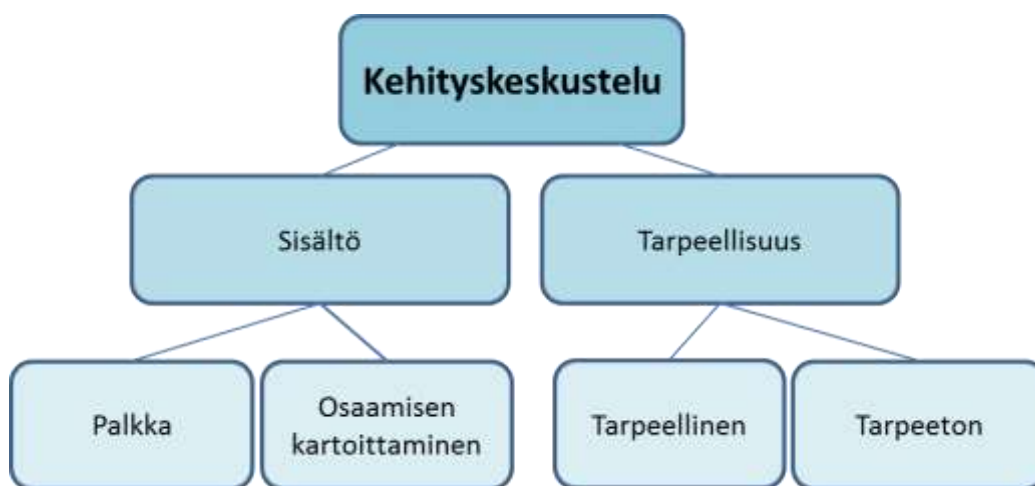 Kehityskeskustelu
Sisältö
Tarpeellisuus
Palkka
Osaamisen
kartoittaminen
Tarpeellinen
Tarpeeton